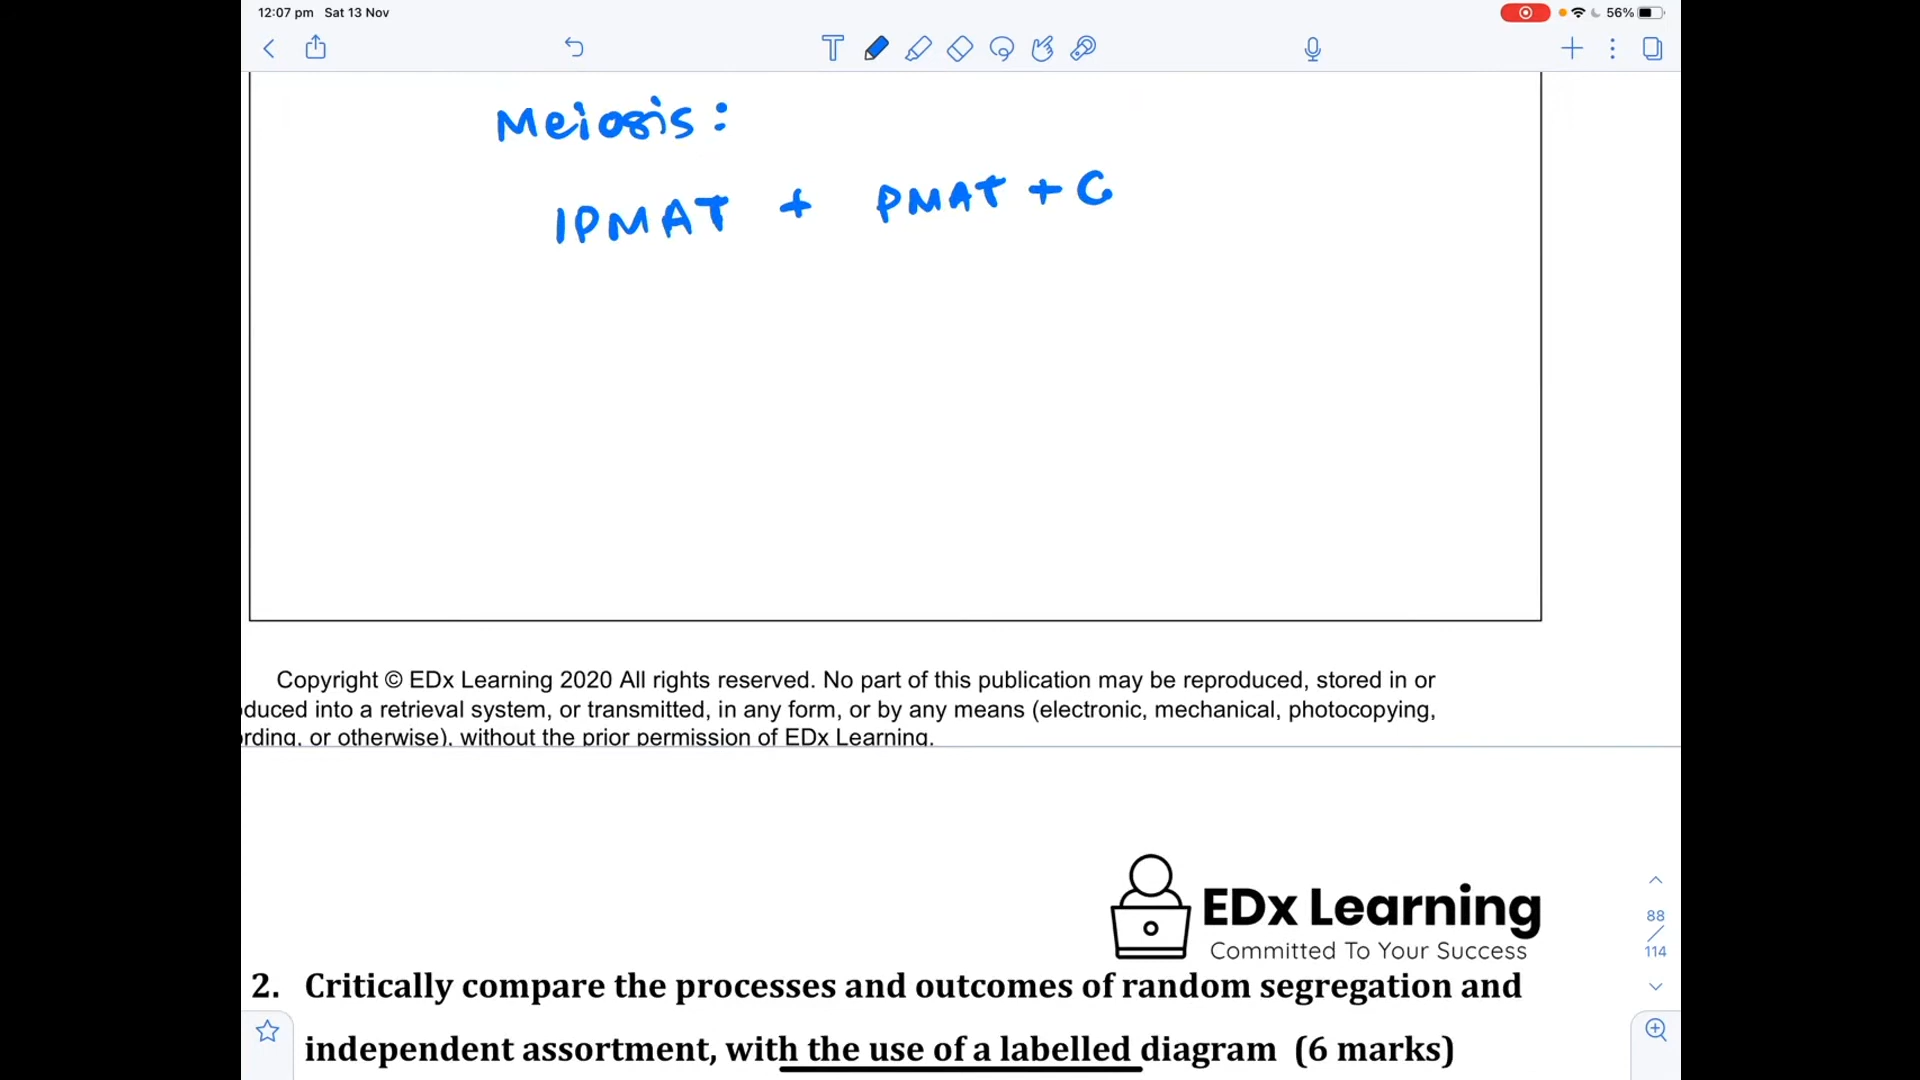 12:07 pm Sat 13 Nov
56%
Meiosis:
IPMAT + PMAT + C
Copyright © EDx Learning 2020 All rights reserved. No part of this publication may be reproduced, stored in or
duced into a retrieval system, or transmitted, in any form, or by any means (electronic, mechanical, photocopying,
rding, or otherwise), without the prior permission of EDx Learning.
EDx Learning
Committed To Your Success
88
114
2. Critically compare the processes and outcomes of random segregation and
independent assortment, with the use of a labelled diagram (6 marks)